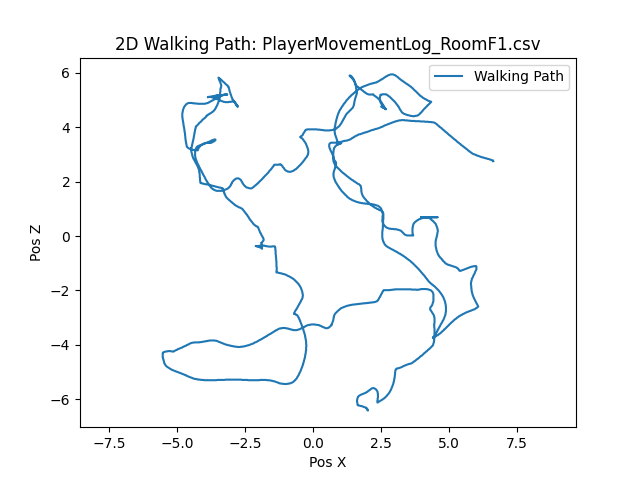 2D Walking Path: PlayerMovementLog_RoomF1.csv
Walking Path
Pos Z
6
4
2
0
−2
−4
−6
−7.5 −5.0 −2.5 0.0 2.5 5.0 7.5
Pos X